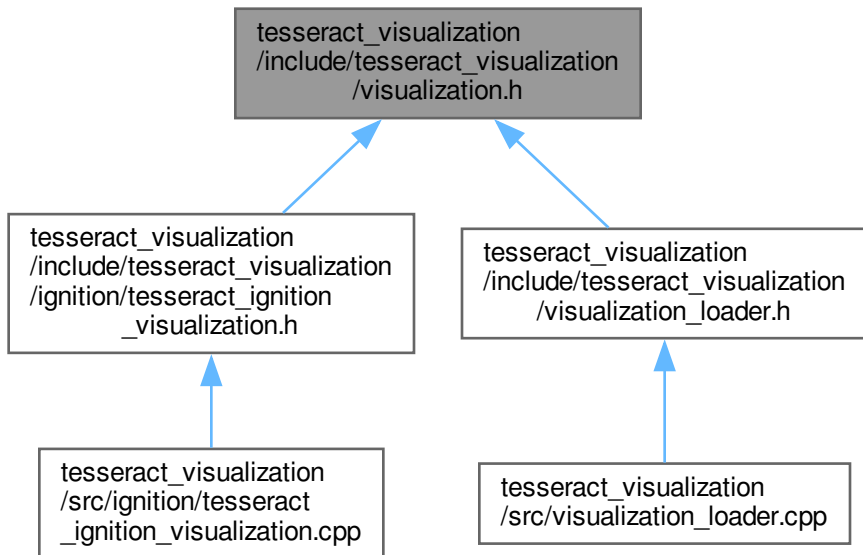 tesseract_visualization
/include/tesseract_visualization
/visualization.h
tesseract_visualization
/include/tesseract_visualization
/ignition/tesseract_ignition
_visualization.h
tesseract_visualization
/include/tesseract_visualization
/visualization_loader.h
tesseract_visualization
/src/ignition/tesseract
_ignition_visualization.cpp
tesseract_visualization
/src/visualization_loader.cpp